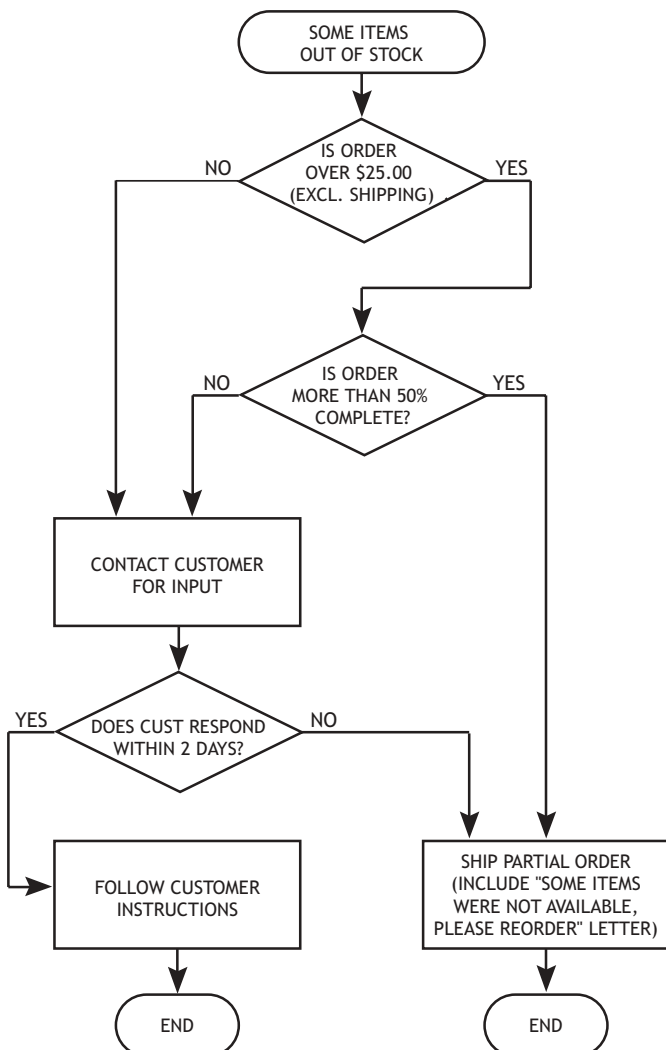 SOME ITEMS
OUT OF STOCK
IS ORDER
OVER $25.00
(EXCL. SHIPPING)
NO
YES
IS ORDER
MORE THAN 50%
COMPLETE?
NO
YES
CONTACT CUSTOMER
FOR INPUT
DOES CUST RESPOND
WITHIN 2 DAYS?
YES
NO
FOLLOW CUSTOMER
INSTRUCTIONS
SHIP PARTIAL ORDER
(INCLUDE "SOME ITEMS
WERE NOT AVAILABLE,
PLEASE REORDER" LETTER)
END
END